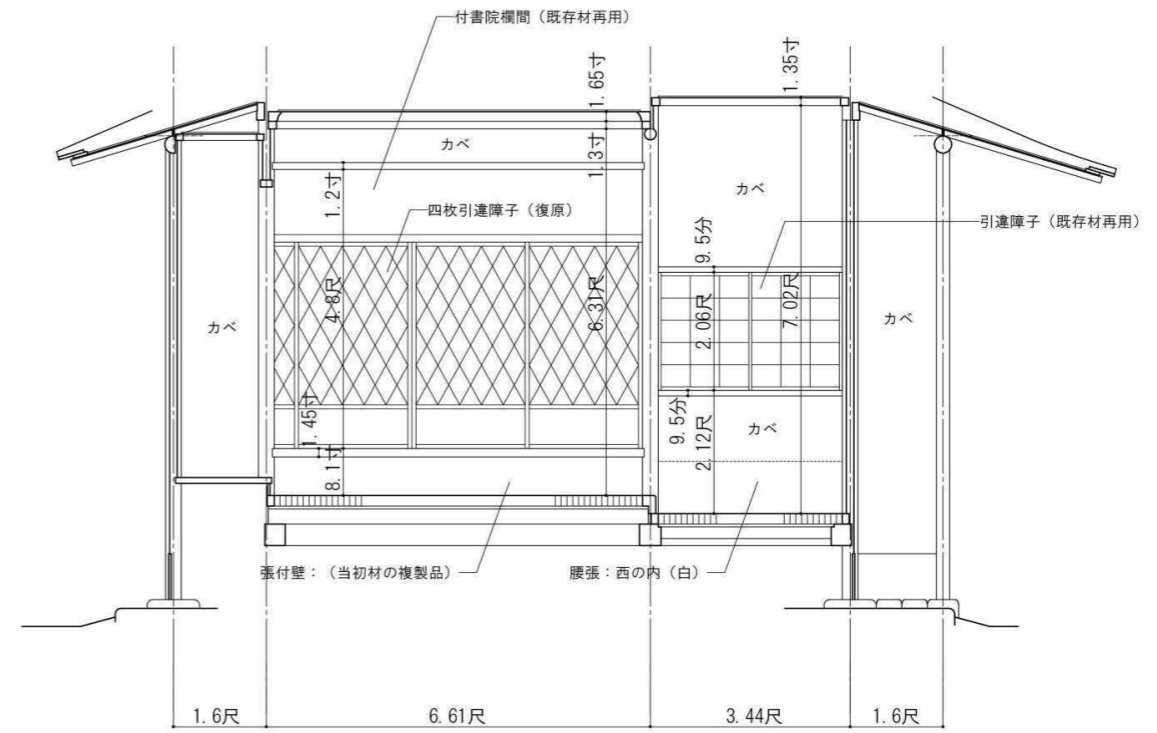 付書院欄間（既存材再用）
1.65寸
1.35寸
カベ
1.3寸
カベ
1.2寸
四枚引違障子（復原）
引違障子（既存材再用）
9.5分
カベ
4.8尺
6.31尺
2.06尺
7.02尺
カベ
1.45寸
9.5分
カベ
2.12尺
8.1寸
張付壁：（当初材の複製品）
腰張：西の内（白）
1.6尺
6.61尺
3.44尺
1.6尺